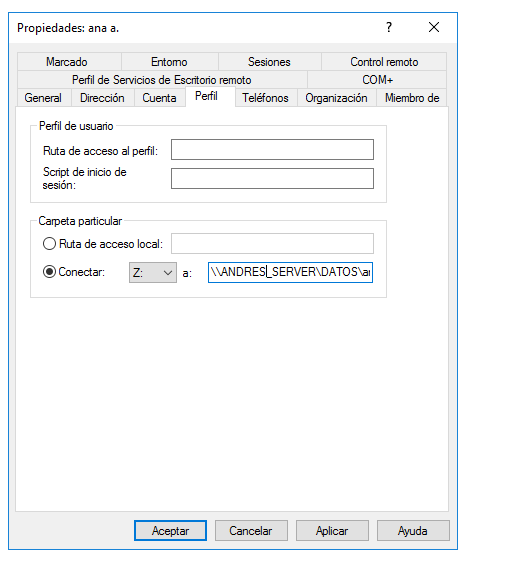 Propiedades: ana a.
?
Marcado Entorno Sesiones Control remoto
Perfil de Servicios de Escritorio remoto COM+
General Dirección Cuenta Perfil Teléfonos Organización Miembro de
Perfil de usuario
Ruta de acceso al perfil:
Script de inicio de
sesión:
Carpeta particular
Ruta de acceso local:
Conectar: Z: a: \\ANDRES_SERVER\DATOS\
Aceptar Cancelar Aplicar Ayuda